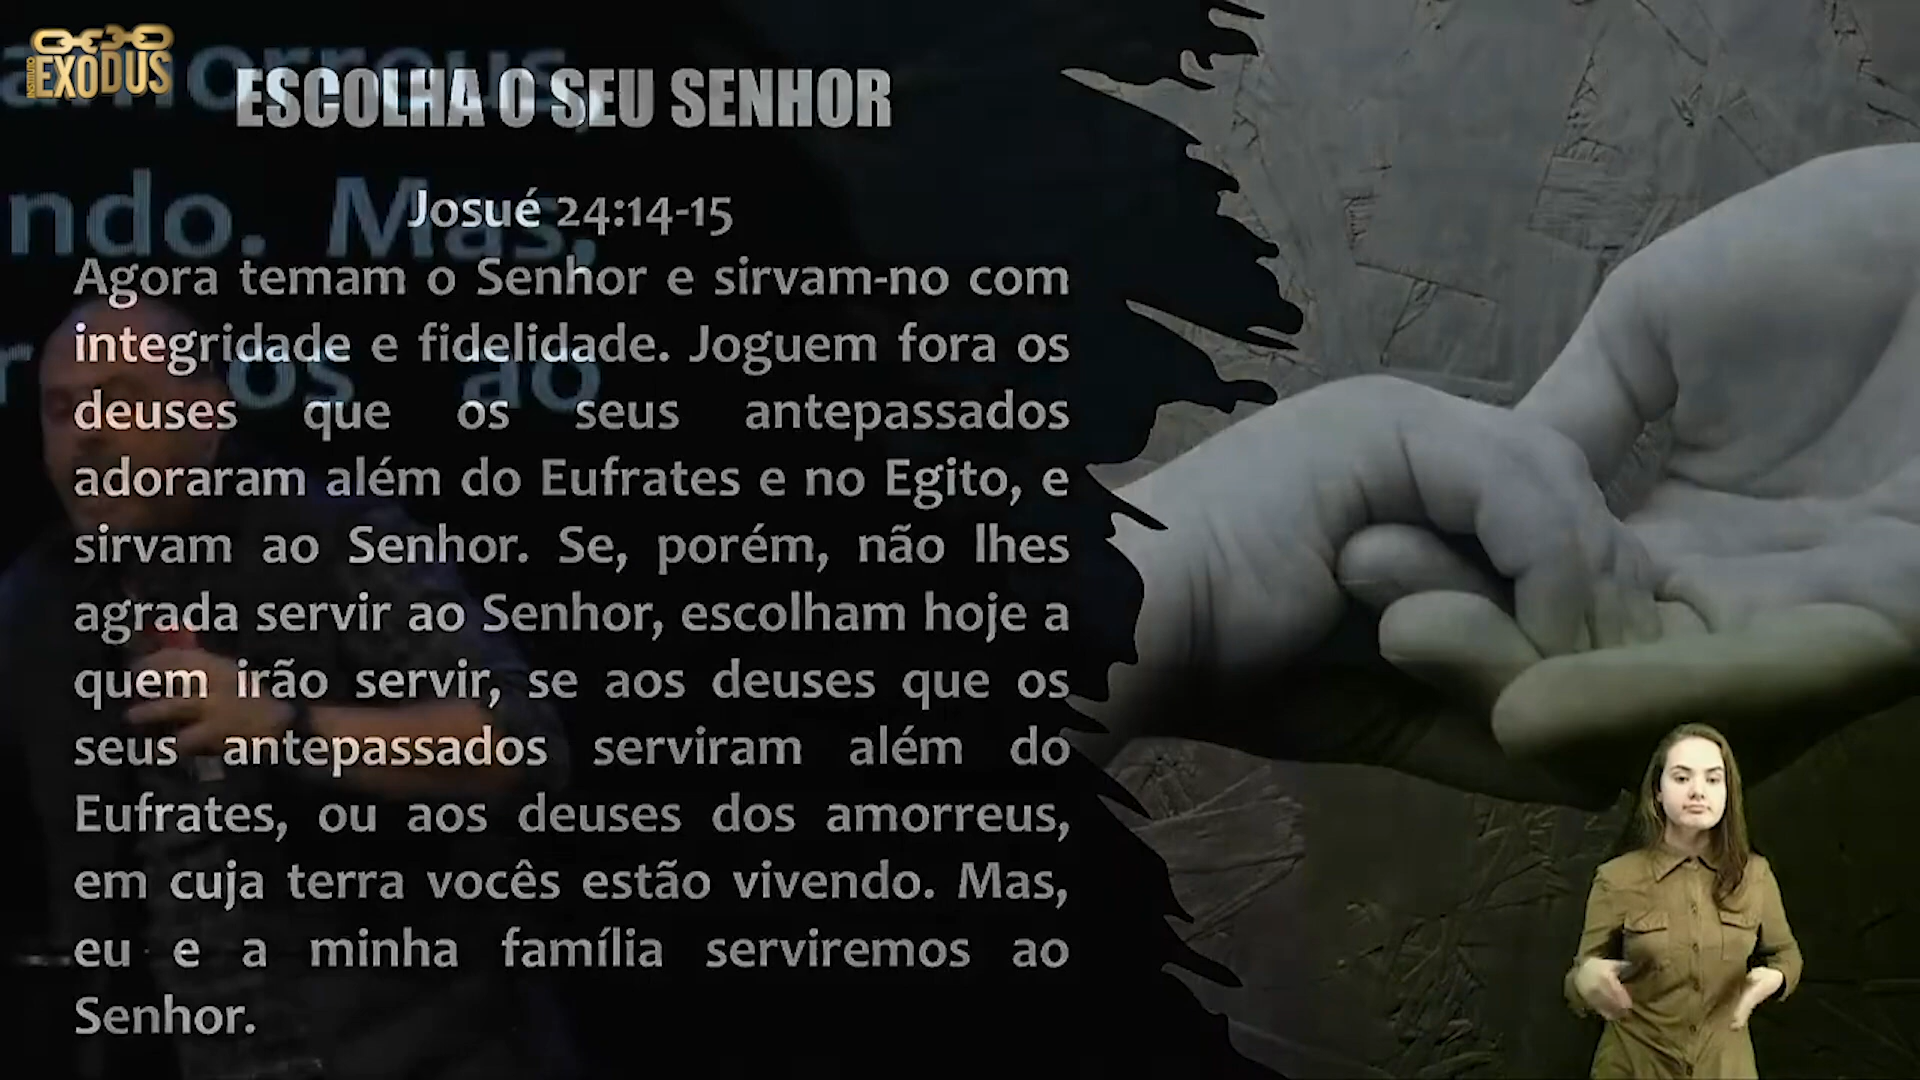 INSTITUTO
EXODUS
ESCOLHA O SEU SENHOR
Josué 24:14-15
Agora temam o Senhor e sirvam-no com
integridade e fidelidade. Joguem fora os
deuses que os seus antepassados
adoraram além do Eufrates e no Egito, e
sirvam ao Senhor. Se, porém, não lhes
agrada servir ao Senhor, escolham hoje a
quem irão servir, se aos deuses que os
seus antepassados serviram além do
Eufrates, ou aos deuses dos amorreus,
em cuja terra vocês estão vivendo. Mas,
eu e a minha família serviremos ao
Senhor.
ndo. Mas,